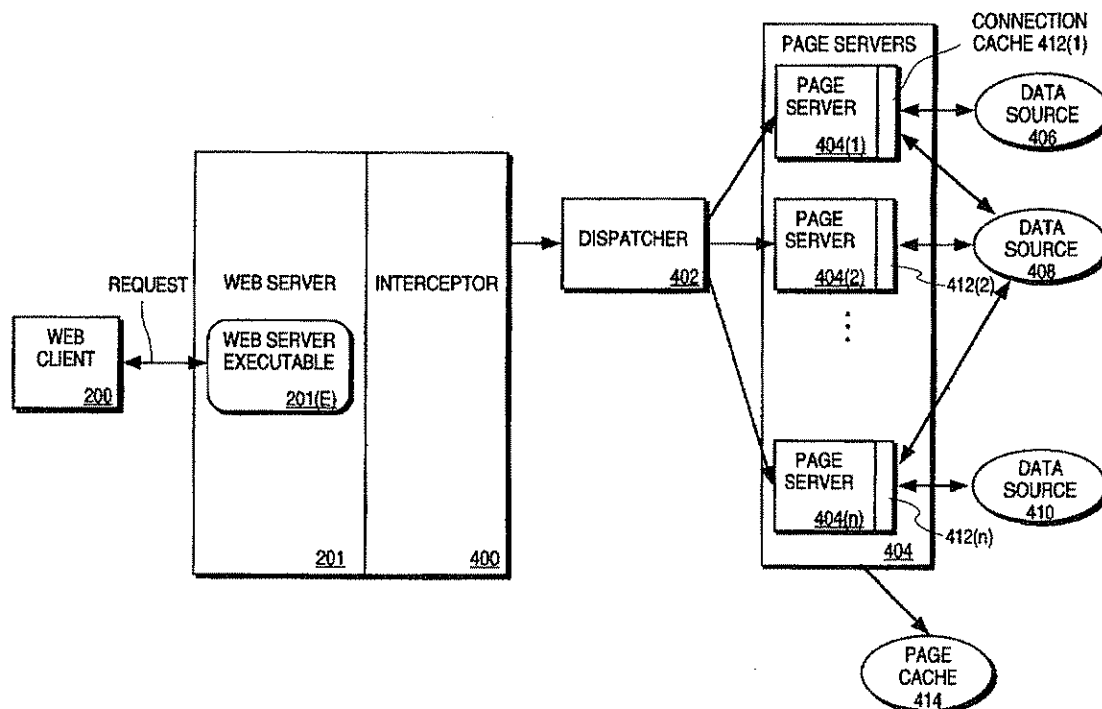 CONNECTION
CACHE 412(1)
PAGE SERVERS
PAGE
SERVER
404(1)
DATA
SOURCE
406
WEB SERVER
INTERCEPTOR
DISPATCHER
402
PAGE
SERVER
404(2)
412(2)
DATA
SOURCE
408
REQUEST
WEB
CLIENT
200
WEB SERVER
EXECUTABLE
201(E)
201
400
PAGE
SERVER
404(n)
412(n)
404
DATA
SOURCE
410
PAGE
CACHE
414